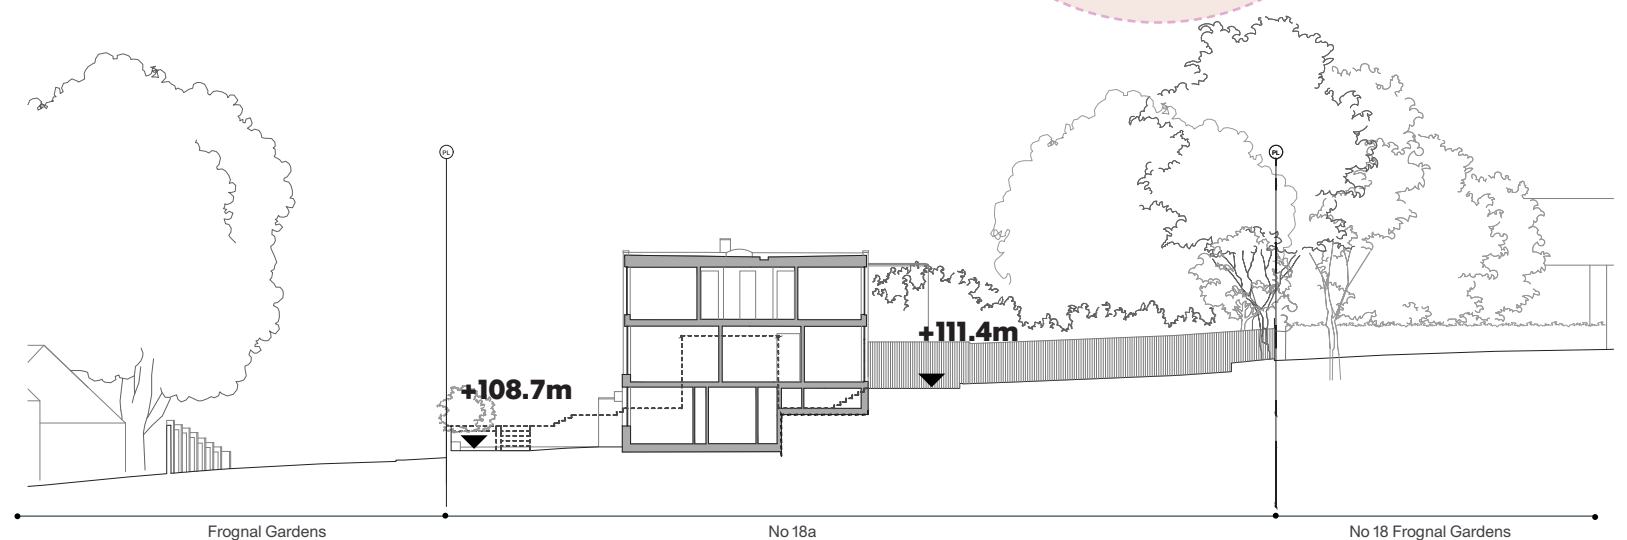 PL
PL
+111.4m
+108.7m
Frognal Gardens
No 18a
No 18 Frognal Gardens